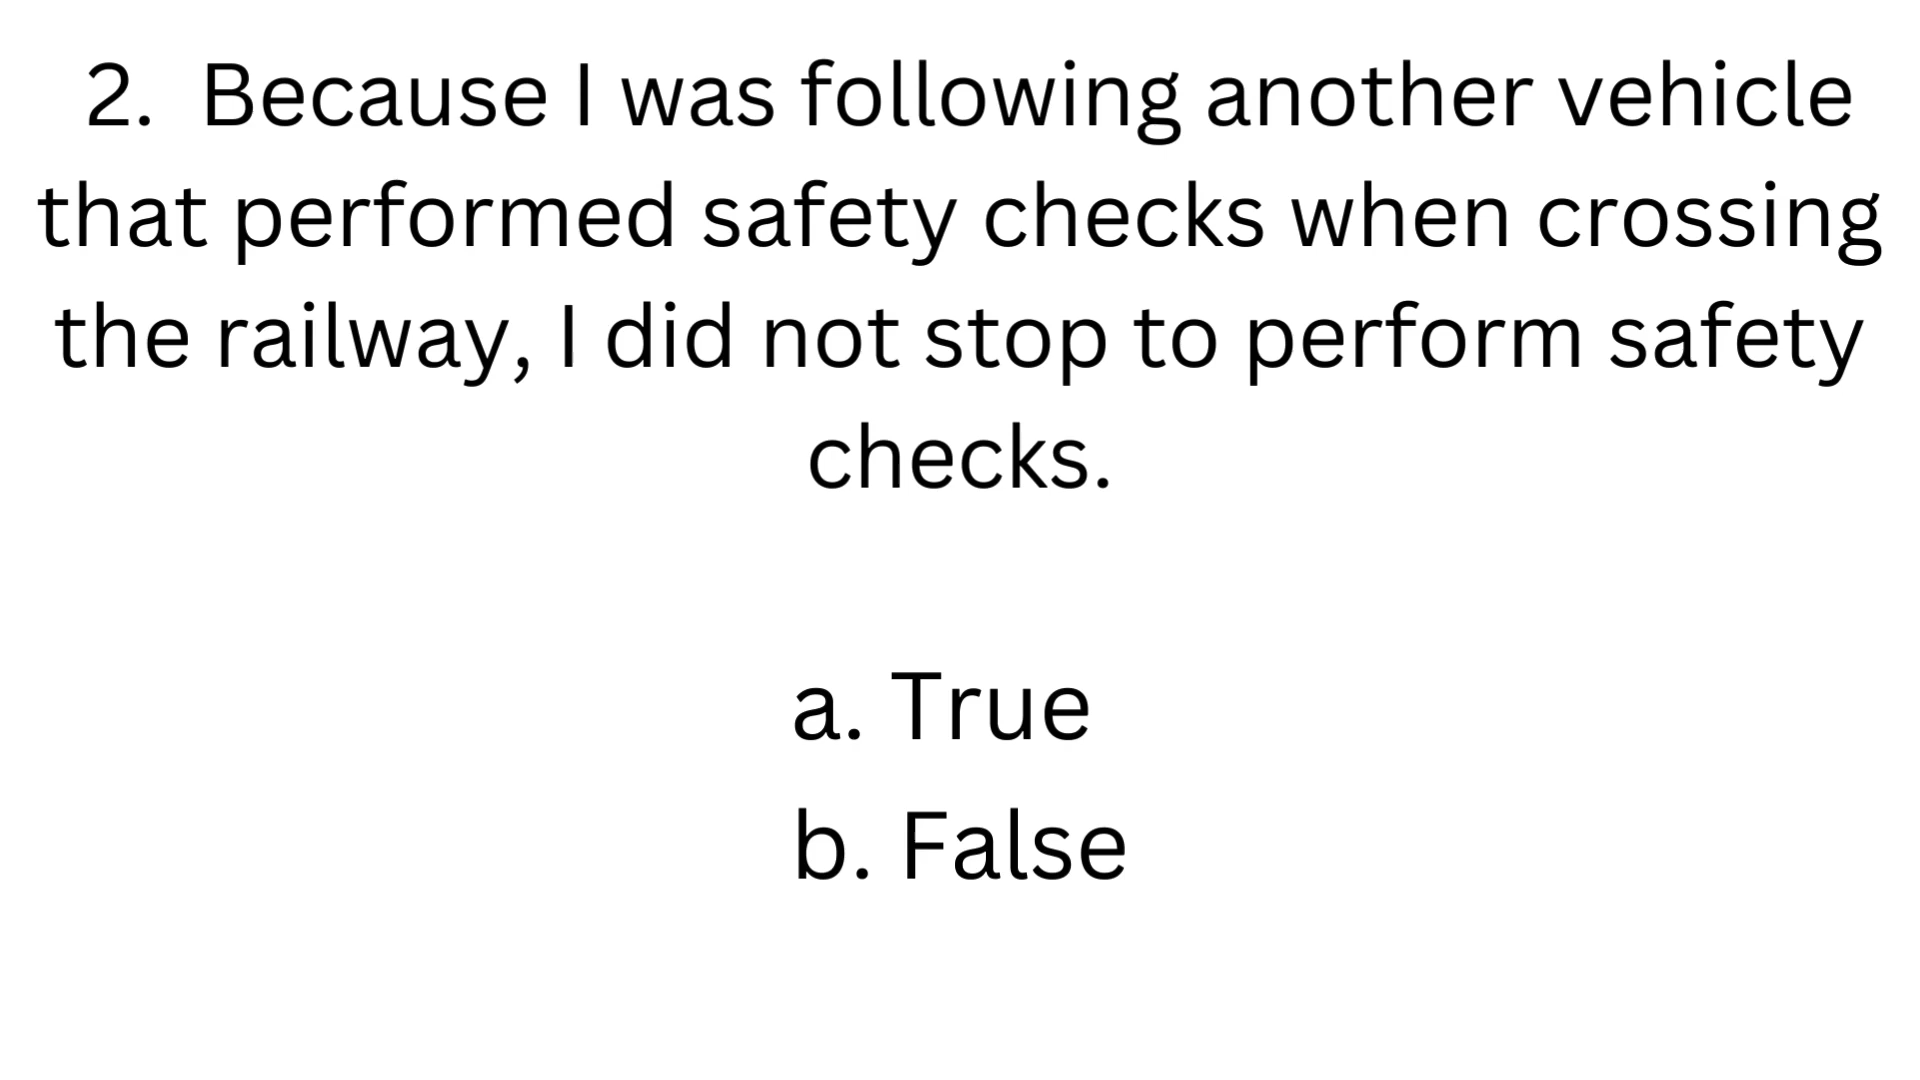 2. Because I was following another vehicle
that performed safety checks when crossing
the railway, I did not stop to perform safety
checks.
a. True
b. False